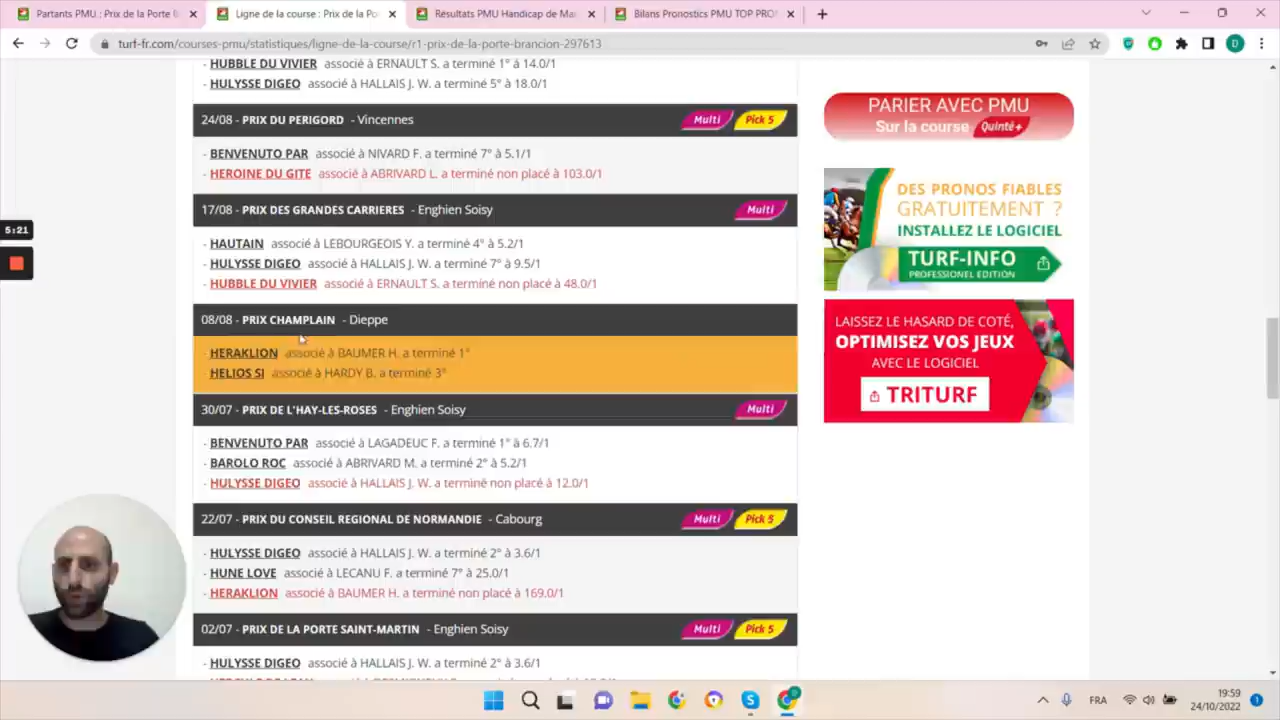 Partants PMU : Prix de la Porte B
Ligne de la course : Prix de la Po
Résultats PMU Handicap de Mai
Bilans Pronostics PMU TOP PRO
turf-fr.com/courses-pmu/statistiques/ligne-de-la-course/r1-prix-de-la-porte-brancion-297613
D
- HUBBLE DU VIVIER associé à ERNAULT S. a terminé 1° à 14.0/1
- HULYSSE DIGEO associé à HALLAIS J. W. a terminé 5° à 18.0/1
24/08 - PRIX DU PERIGORD - Vincennes Multi Pick 5
- BENVENUTO PAR associé à NIVARD F. a terminé 7° à 5.1/1
- HEROINE DU GITE associé à ABRIVARD L. a terminé non placé à 103.0/1
17/08 - PRIX DES GRANDES CARRIERES - Enghien Soisy Multi
- HAUTAIN associé à LEBOURGEOIS Y. a terminé 4° à 5.2/1
- HULYSSE DIGEO associé à HALLAIS J. W. a terminé 7° à 9.5/1
- HUBBLE DU VIVIER associé à ERNAULT S. a terminé non placé à 48.0/1
08/08 - PRIX CHAMPLAIN - Dieppe
- HERAKLION associé à BAUMER H. a terminé 1°
HELIOS SI associé à HARDY B. a terminé 3°
30/07 - PRIX DE L'HAY-LES-ROSES - Enghien Soisy Multi
- BENVENUTO PAR associé à LAGADEUC F. a terminé 1° à 6.7/1
- BAROLO ROC associé à ABRIVARD M. a terminé 2° à 5.2/1
- HULYSSE DIGEO associé à HALLAIS J. W. a terminé non placé à 12.0/1
22/07 - PRIX DU CONSEIL REGIONAL DE NORMANDIE - Cabourg Multi Pick 5
- HULYSSE DIGEO associé à HALLAIS J. W. a terminé 2° à 3.6/1
- HUNE LOVE associé à LECANU F. a terminé 7° à 25.0/1
- HERAKLION associé à BAUMER H. a terminé non placé à 169.0/1
02/07 - PRIX DE LA PORTE SAINT-MARTIN - Enghien Soisy Multi Pick 5
- HULYSSE DIGEO associé à HALLAIS J. W. a terminé 2° à 3.6/1
PARIER AVEC PMU
Sur la course Quinté+
DES PRONOS FIABLES
GRATUITEMENT ?
INSTALLEZ LE LOGICIEL
TURF-INFO
PROFESSIONEL EDITION
LAISSEZ LE HASARD DE COTÉ,
OPTIMISEZ VOS JEUX
AVEC LE LOGICIEL
TRITURF
5:21
FRA
19:59
24/10/2022
1